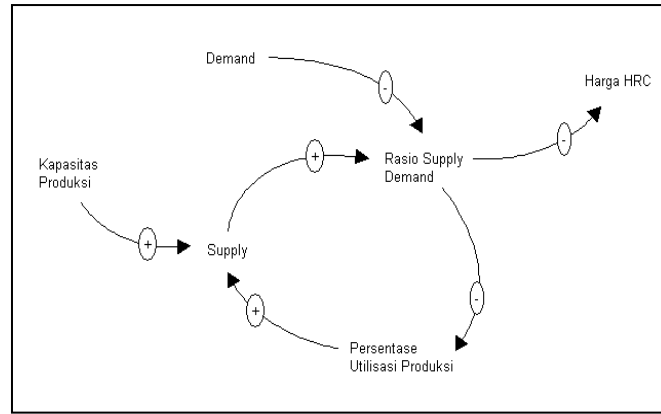 Demand
-
Harga HRC
-
Kapasitas
Produksi
+
Rasio Supply
Demand
+
Supply
-
+
Persentase
Utilisasi Produksi